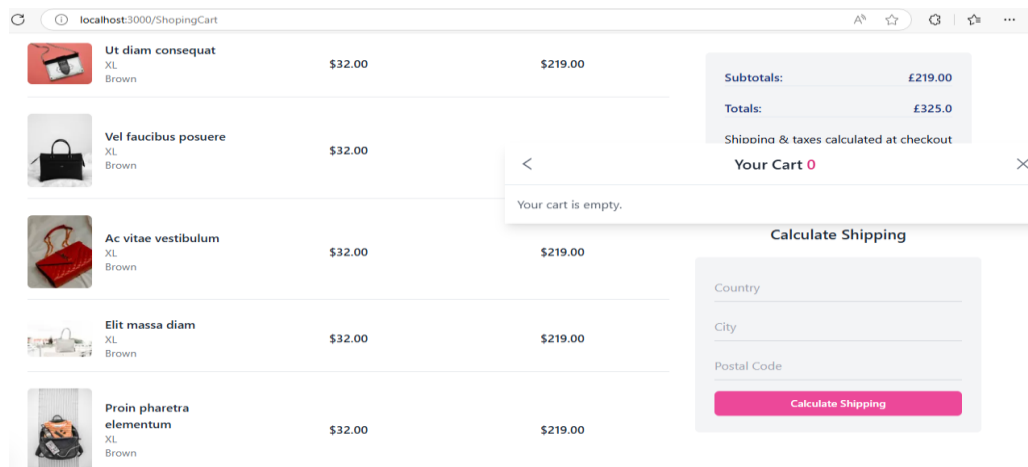 localhost:3000/ShopingCart
Ut diam consequat
XL
Brown
$32.00
$219.00
Vel faucibus posuere
XL
Brown
$32.00
Ac vitae vestibulum
XL
Brown
$32.00
$219.00
Elit massa diam
XL
Brown
$32.00
$219.00
Proin pharetra
elementum
XL
Brown
$32.00
$219.00
Subtotals: £219.00
Totals: £325.0
Shipping & taxes calculated at checkout
Your Cart 0
Your cart is empty.
Calculate Shipping
Country
City
Postal Code
Calculate Shipping